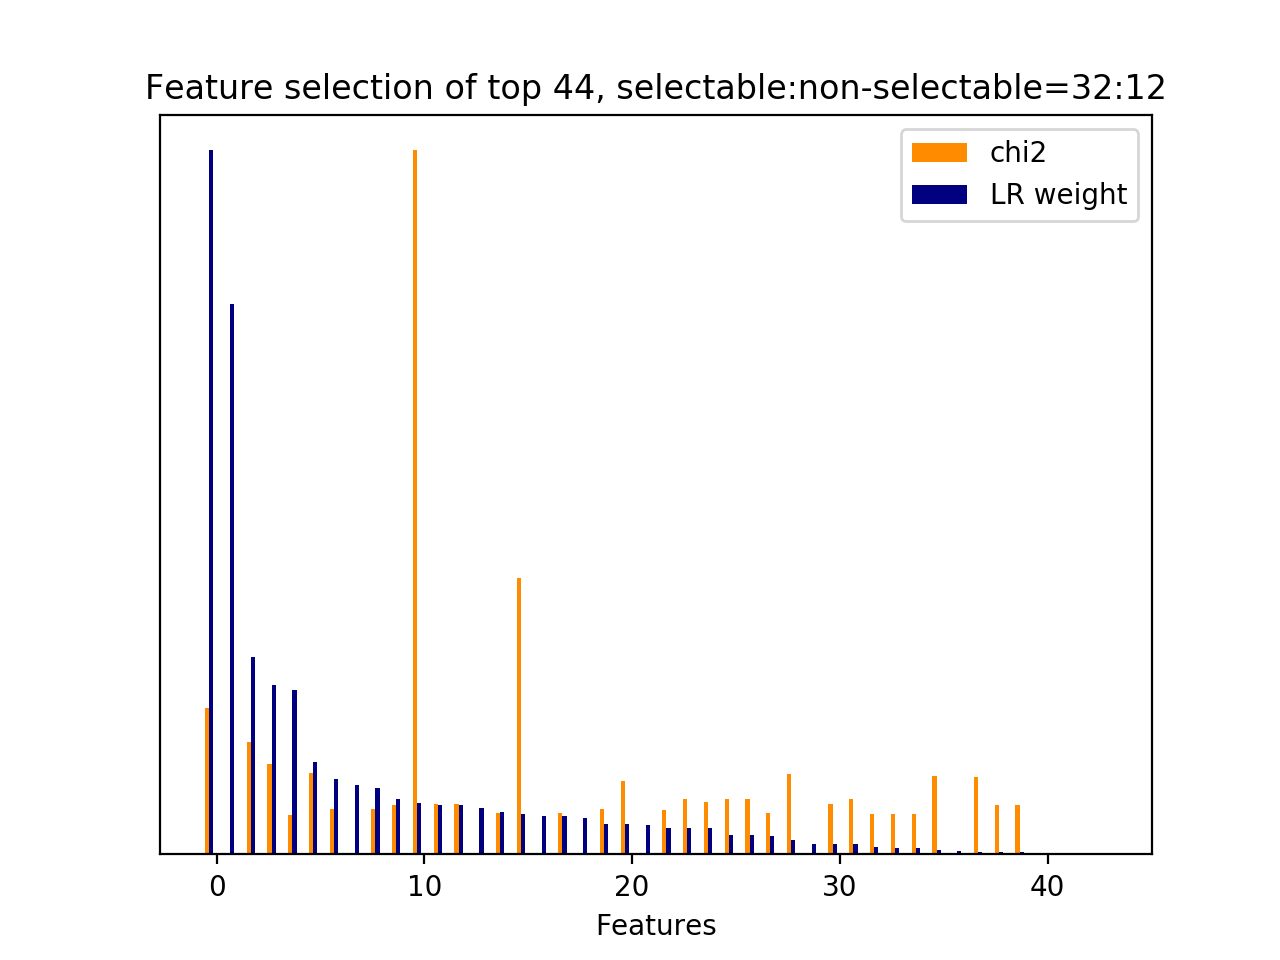 Feature selection of top 44, selectable:non-selectable=32:12
chi2
LR weight
0 10 20 30 40
Features